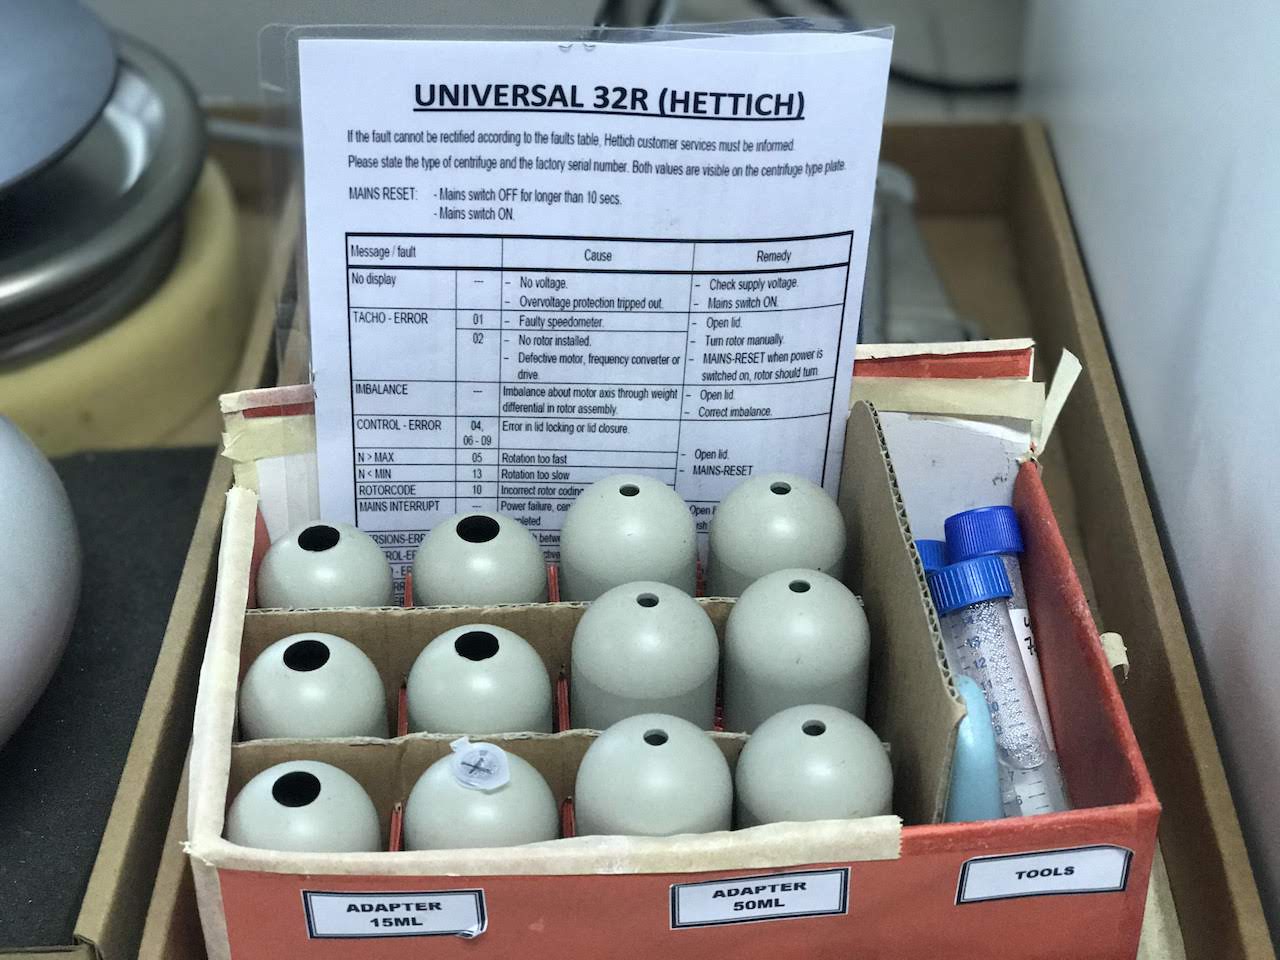 UNIVERSAL 32R (HETTICH)
If the fault cannot be rectified according to the faults table, Hettich customer services must be informed.
Please state the type of centrifuge and the factory serial number. Both values are visible on the centrifuge type plate.
MAINS RESET: - Mains switch OFF for longer than 10 secs.
- Mains switch ON.
Message / fault Cause Remedy
No display --- - No voltage. - Check supply voltage.
- Overvoltage protection tripped out. - Mains switch ON.
TACHO - ERROR 01 - Faulty speedometer. - Open lid.
02 - No rotor installed. - Turn rotor manually.
- Defective motor, frequency converter or - MAINS-RESET when power is
drive. switched on, rotor should turn
IMBALANCE --- Imbalance about motor axis through weight - Open lid.
differential in rotor assembly. - Correct imbalance.
CONTROL - ERROR 04, Error in lid locking or lid closure.
06 - 09
N > MAX 05 Rotation too fast - Open lid.
N < MIN 13 Rotation too slow - MAINS-RESET
ROTORCODE 10 Incorrect rotor coding
MAINS INTERRUPT --- Power failure,
ADAPTER
15ML
ADAPTER
50ML
TOOLS